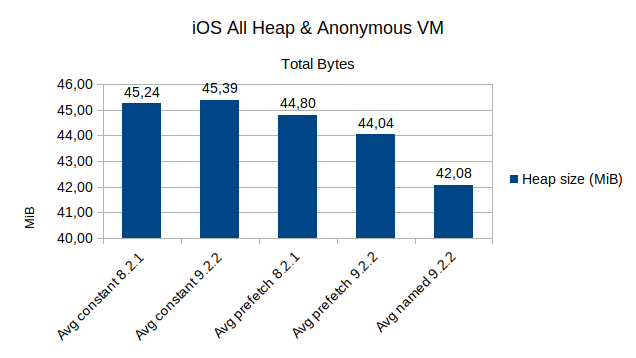 iOS All Heap & Anonymous VM
Total Bytes
46,00
45,00
44,00
43,00
42,00
41,00
40,00
MiB
45,24
45,39
44,80
44,04
42,08
Avg constant 8.2.1
Avg constant 9.2.2
Avg prefetch 8.2.1
Avg prefetch 9.2.2
Avg named 9.2.2
Heap size (MiB)